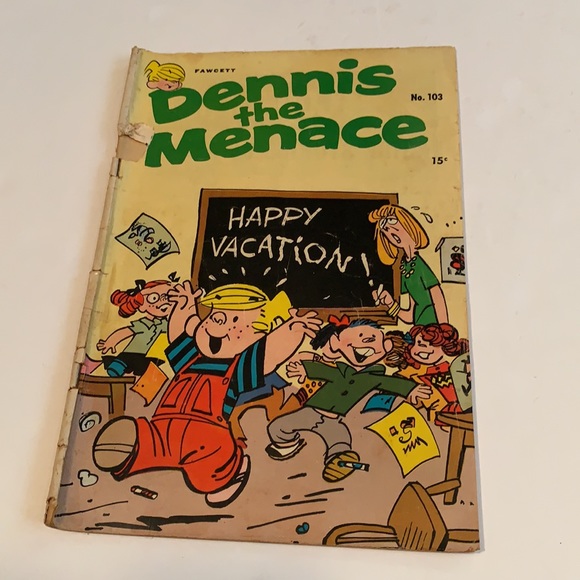 FAWCETT
Dennis
the
Menace
No. 103
15¢
HAPPY
VACATION!